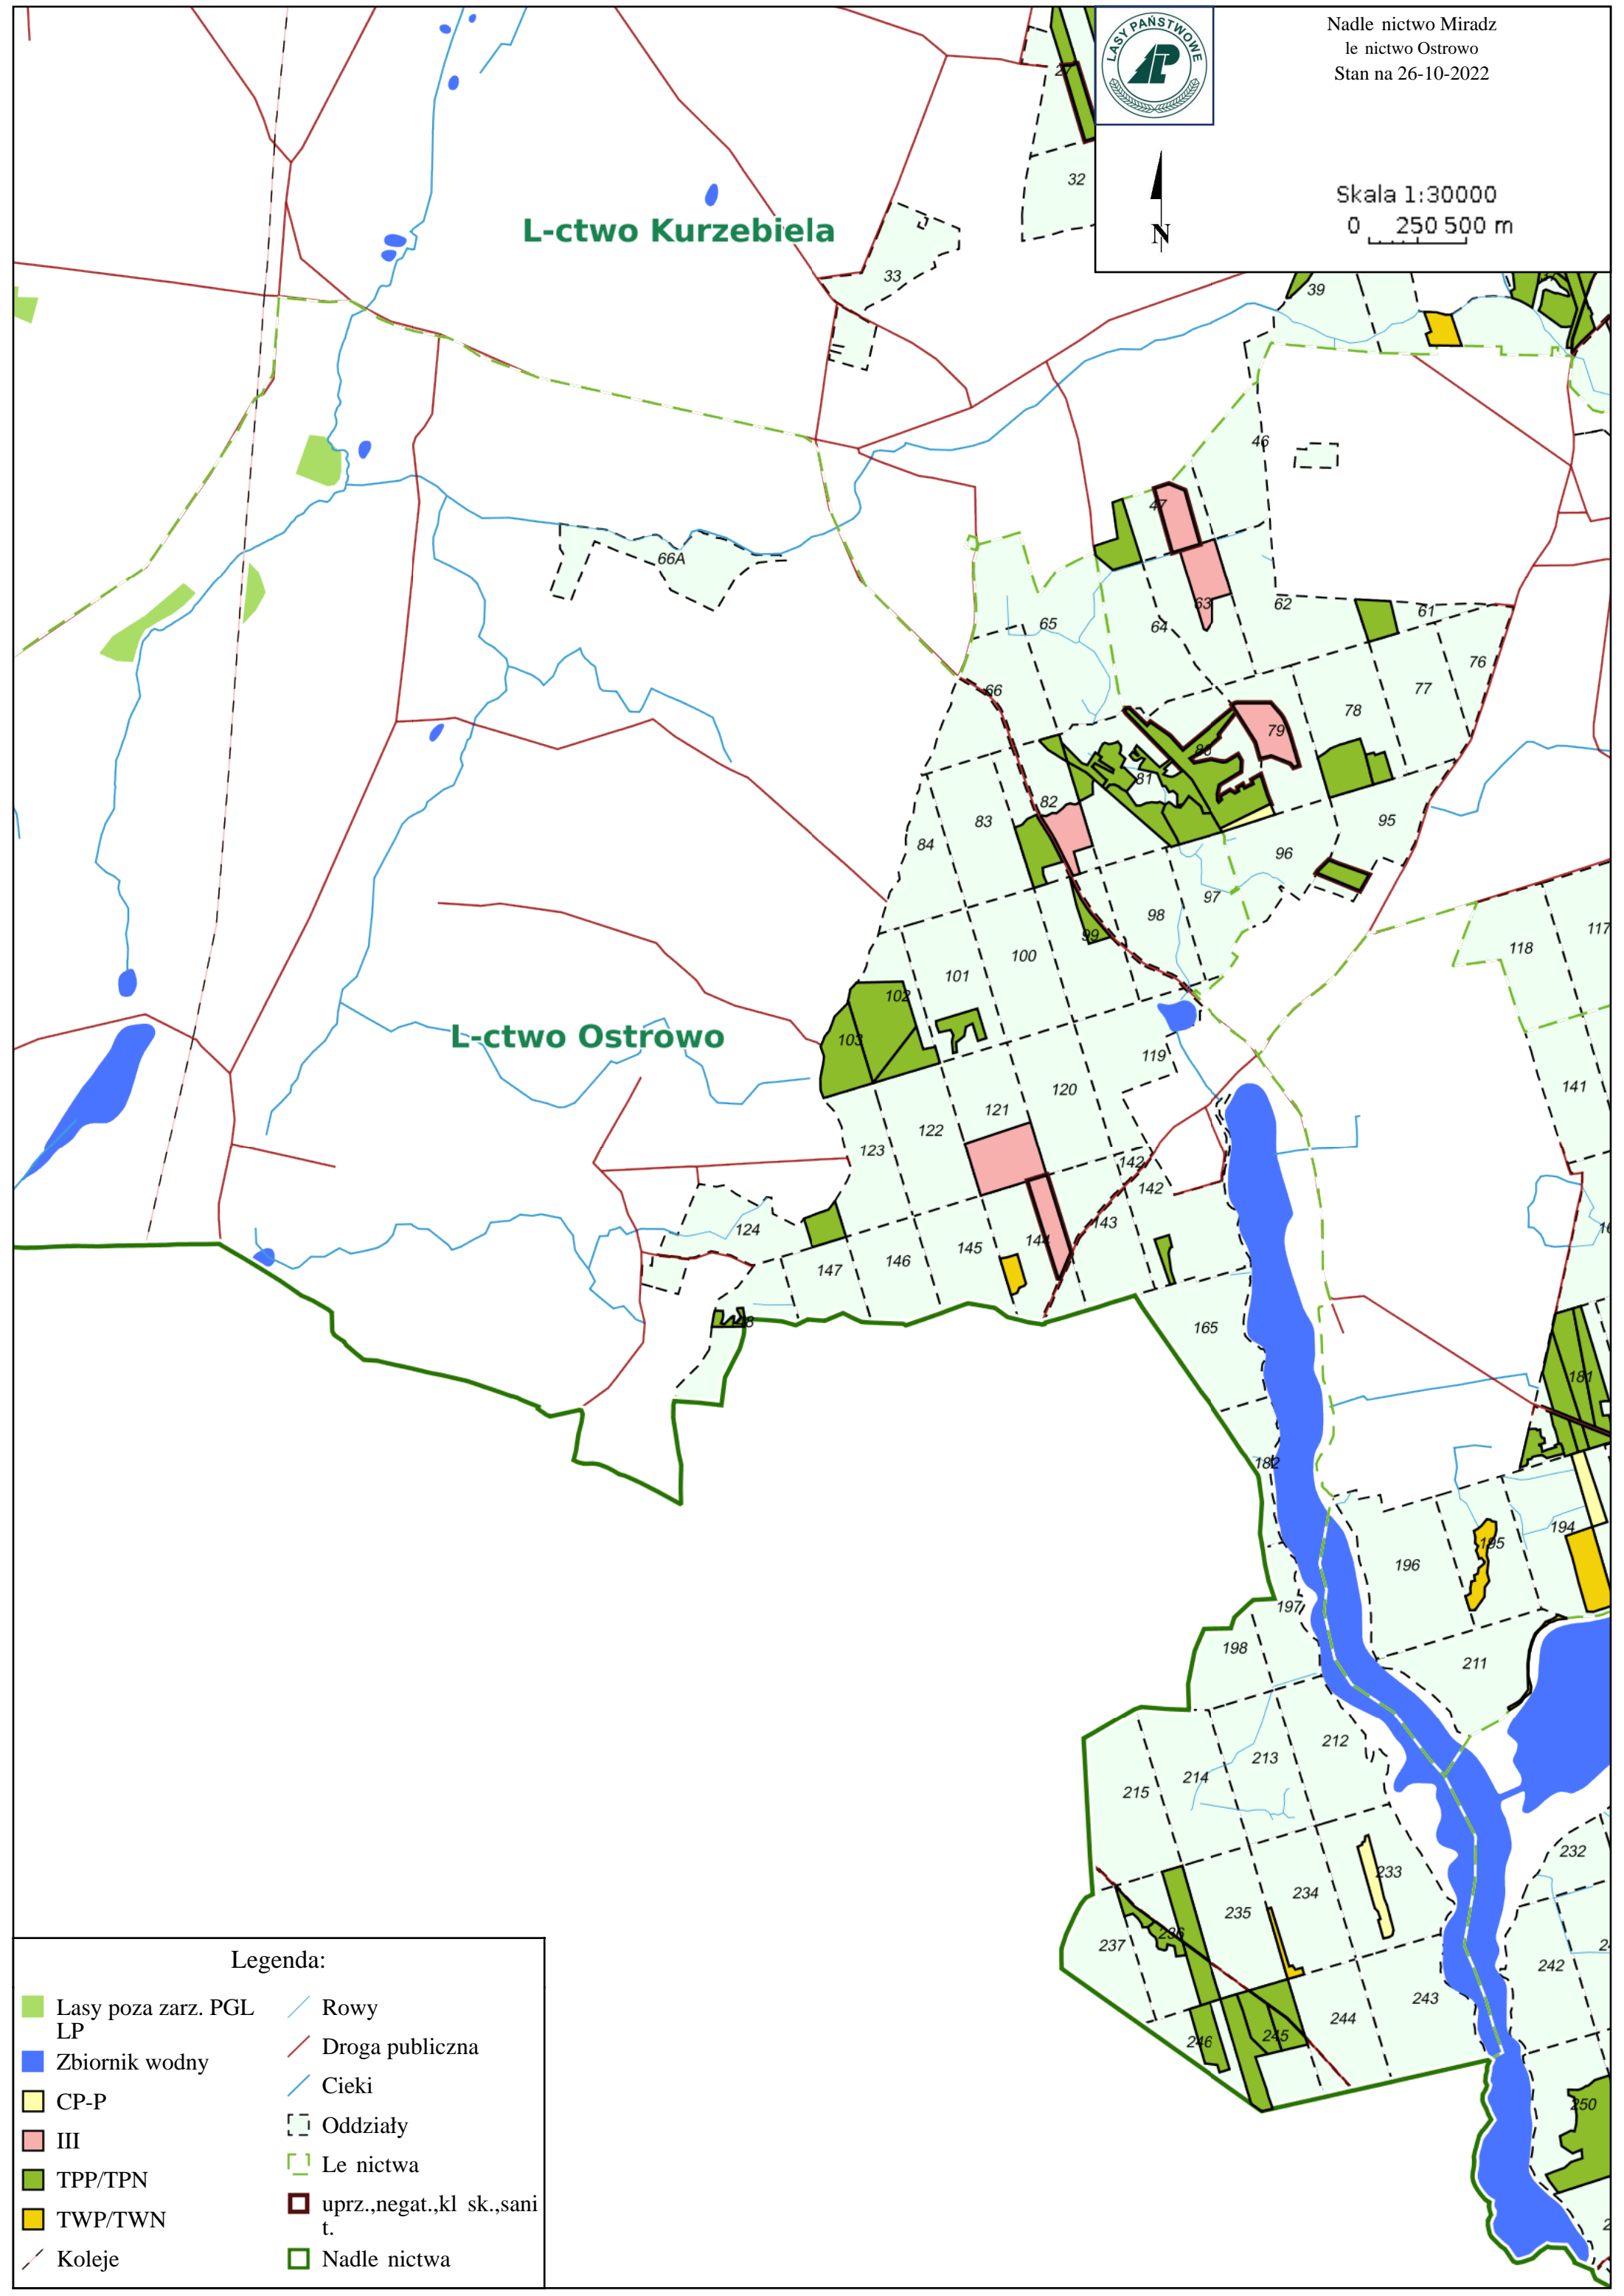 LASY PAŃSTWOWE
LP
Nadle nictwo Miradz
le nictwo Ostrowo
Stan na 26-10-2022
Skala 1:30000
0 250 500 m
N
27
32
L-ctwo Kurzebiela
33
39
46
47
66A
63
62
61
65
64
76
66
77
78
79
80
81
82
83
84
95
96
97
98
99
118
117
100
101
102
103
L-ctwo Ostrowo
119
120
141
121
122
123
142
142
143
124
144
145
146
147
165
181
182
194
195
196
197
198
211
212
213
214
215
232
233
234
235
236
237
242
243
244
245
246
250
Legenda:
Lasy poza zarz. PGL
LP
Zbiornik wodny
CP-P
III
TPP/TPN
TWP/TWN
Koleje
Rowy
Droga publiczna
Cieki
Oddziały
Le nictwa
uprz.,negat.,kl sk.,sani
t.
Nadle nictwa